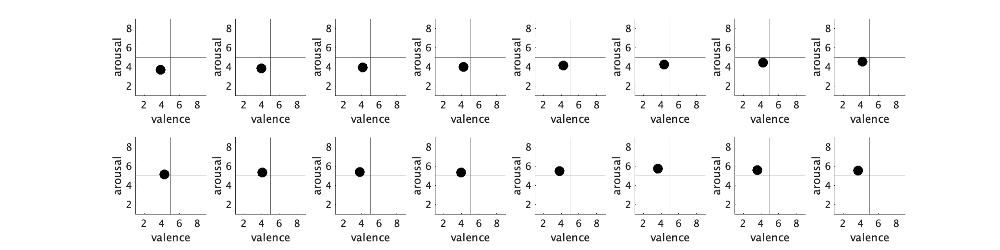 8 8 8 8 8 8 8 8
6 6 6 6 6 6 6 6
arousal arousal arousal arousal arousal arousal arousal arousal
4 4 4 4 4 4 4 4
2 2 2 2 2 2 2 2
2 4 6 8 2 4 6 8 2 4 6 8 2 4 6 8 2 4 6 8 2 4 6 8 2 4 6 8 2 4 6 8
valence valence valence valence valence valence valence valence
8 8 8 8 8 8 8 8
6 6 6 6 6 6 6 6
arousal arousal arousal arousal arousal arousal arousal arousal
4 4 4 4 4 4 4 4
2 2 2 2 2 2 2 2
2 4 6 8 2 4 6 8 2 4 6 8 2 4 6 8 2 4 6 8 2 4 6 8 2 4 6 8 2 4 6 8
valence valence valence valence valence valence valence valence